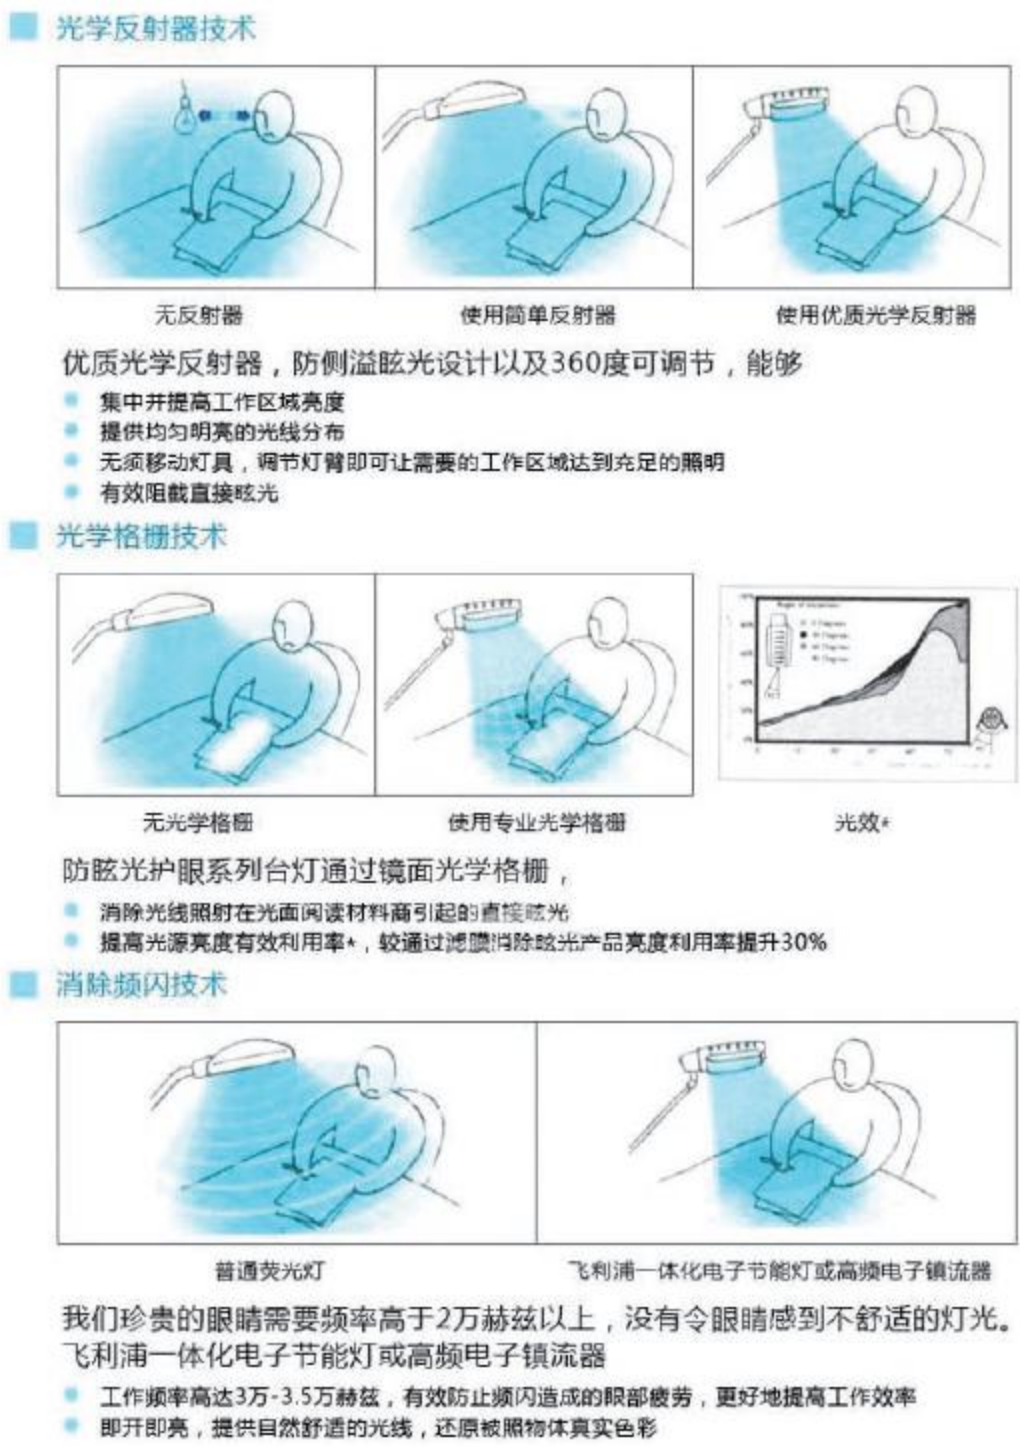 光学反射器技术
无反射器
使用简单反射器
使用优质光学反射器
优质光学反射器，防侧溢眩光设计以及360度可调节，能够
集中并提高工作区域亮度
提供均匀明亮的光线分布
无须移动灯具，调节灯臂即可让需要的工作区域达到充足的照明
有效阻截直接眩光
光学格栅技术
无光学格栅
使用专业光学格栅
光效*
防眩光护眼系列台灯通过镜面光学格栅，
消除光线照射在光面阅读材料商引起的直接眩光
提高光源亮度有效利用率*，较通过滤膜消除眩光产品亮度利用率提升30%
消除频闪技术
普通荧光灯
飞利浦一体化电子节能灯或高频电子镇流器
我们珍贵的眼睛需要频率高于2万赫兹以上，没有令眼睛感到不舒适的灯光。
飞利浦一体化电子节能灯或高频电子镇流器
工作频率高达3万-3.5万赫兹，有效防止频闪造成的眼部疲劳，更好地提高工作效率
即开即亮，提供自然舒适的光线，还原被照物体真实色彩